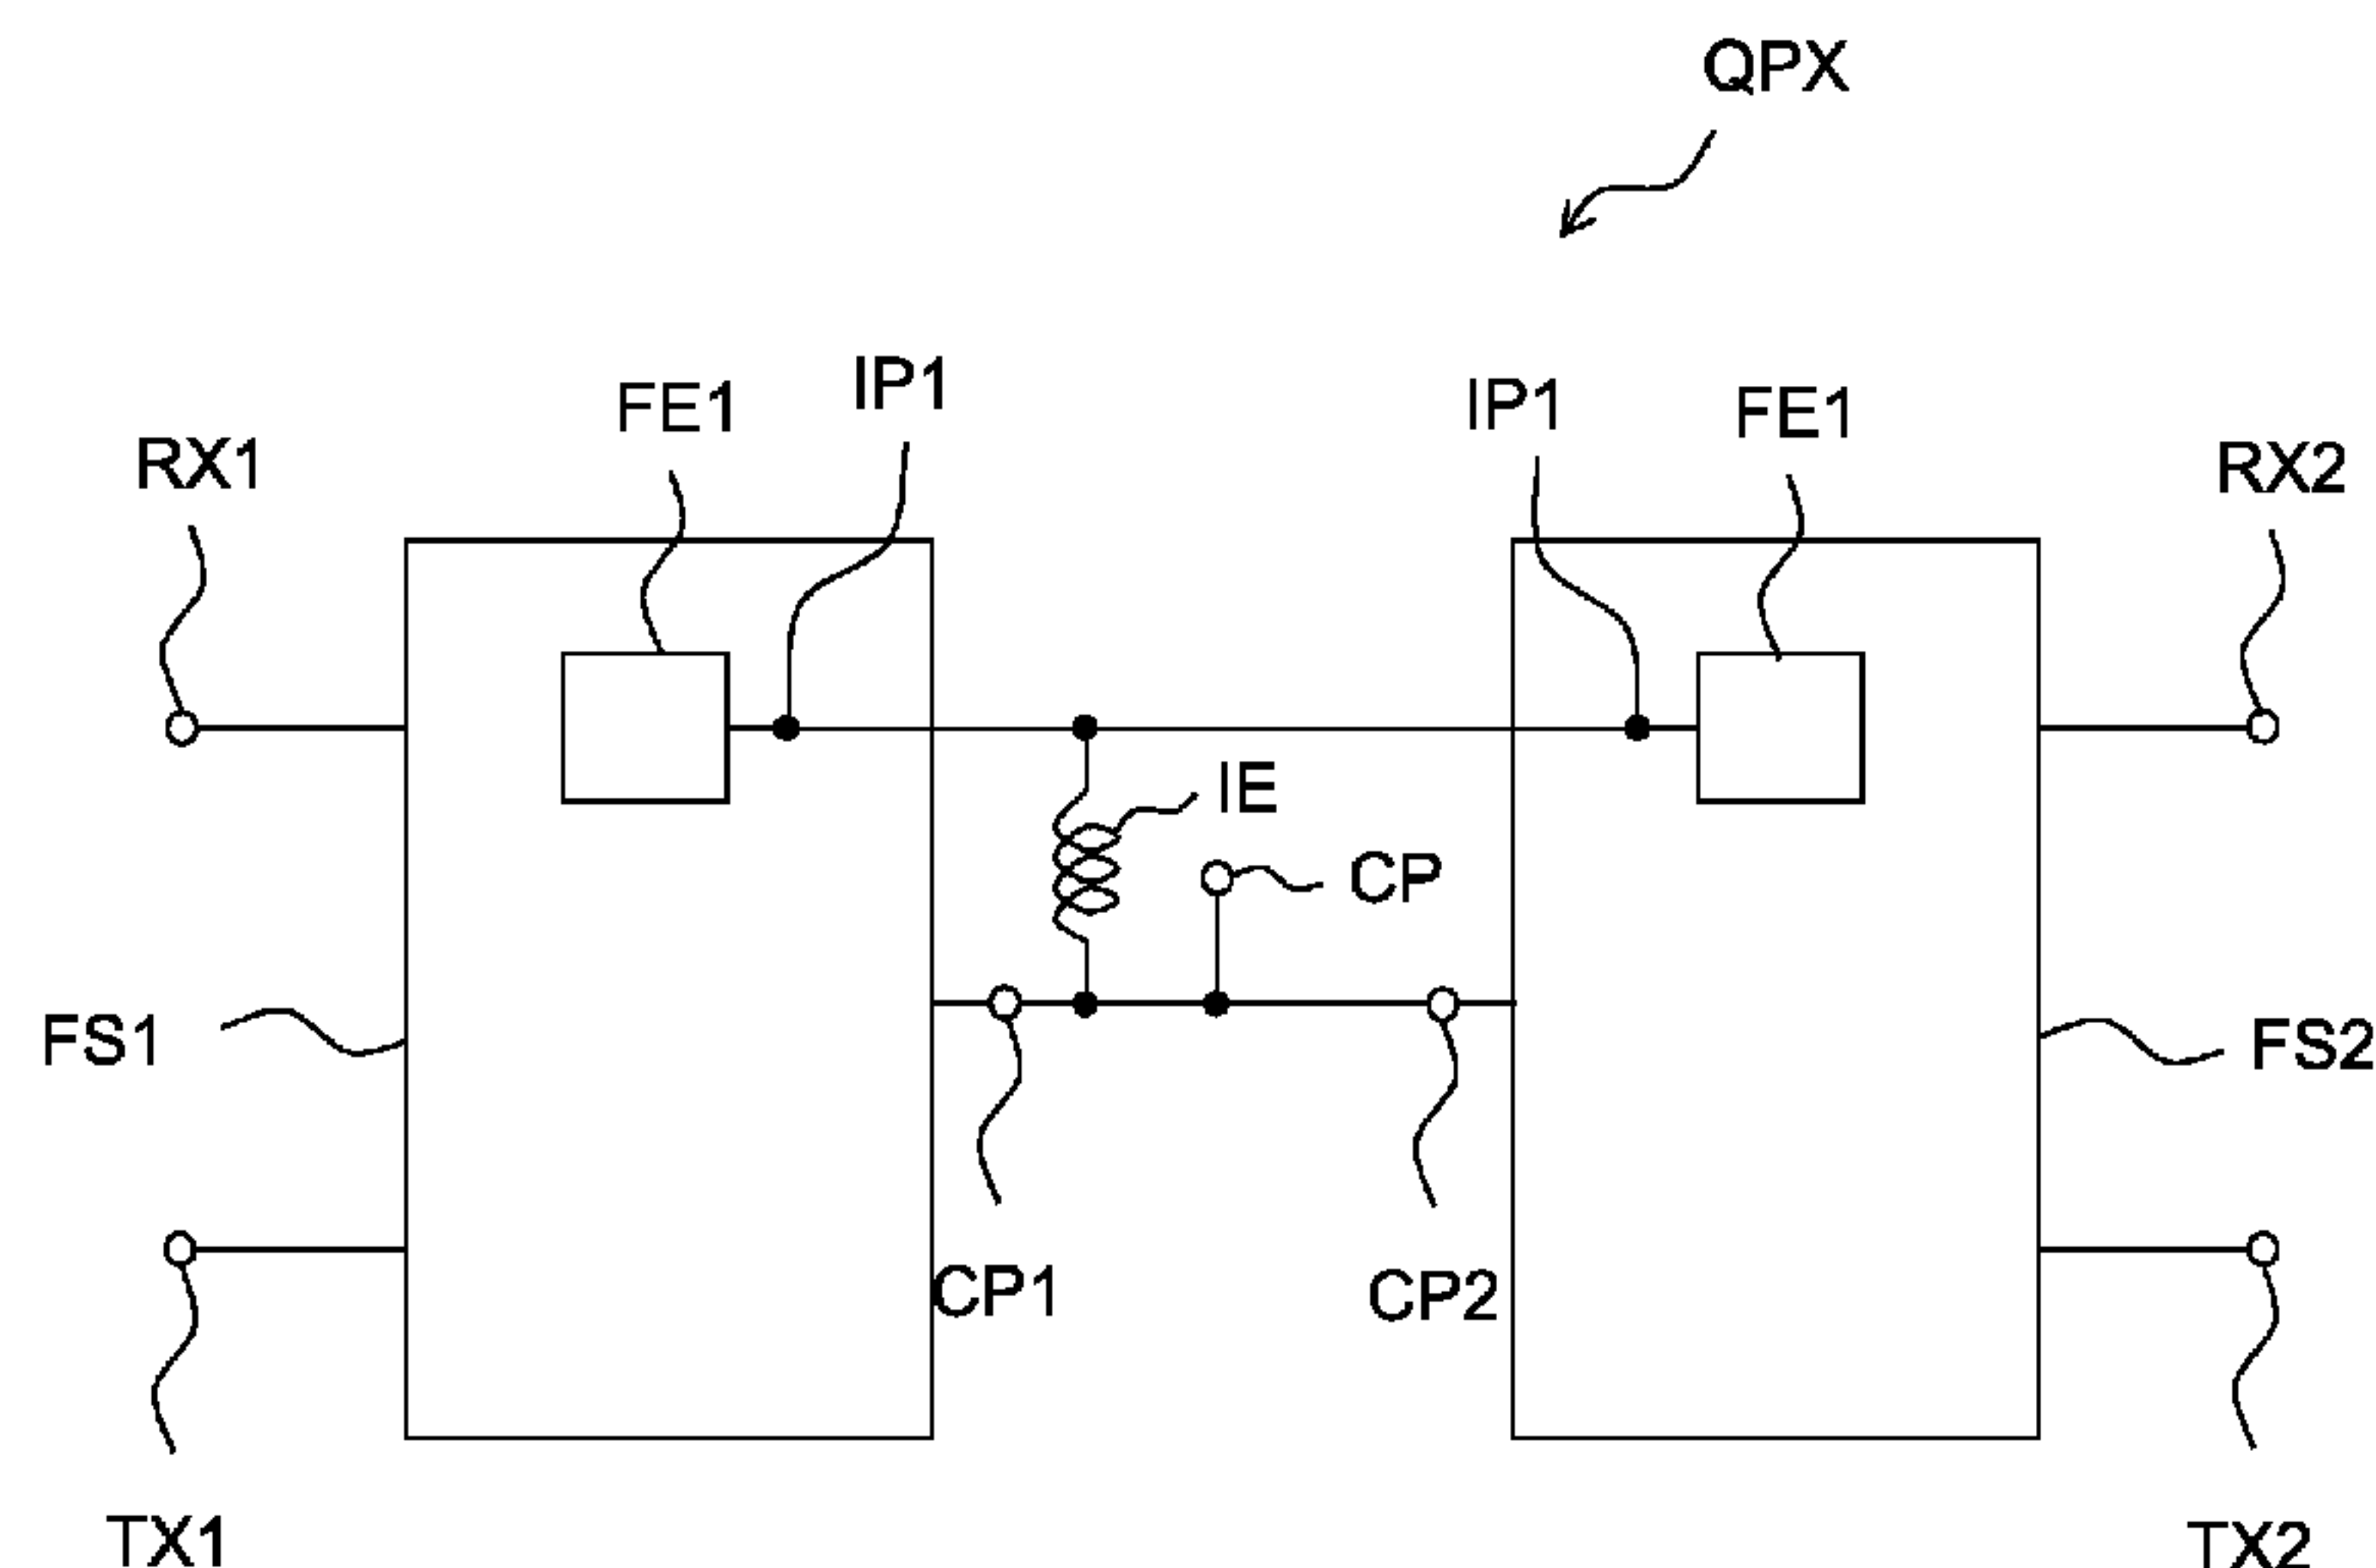 QPX
FE1
IP1
IP1
FE1
RX1
RX2
IE
CP
FS1
FS2
CP1
CP2
TX1
TX2